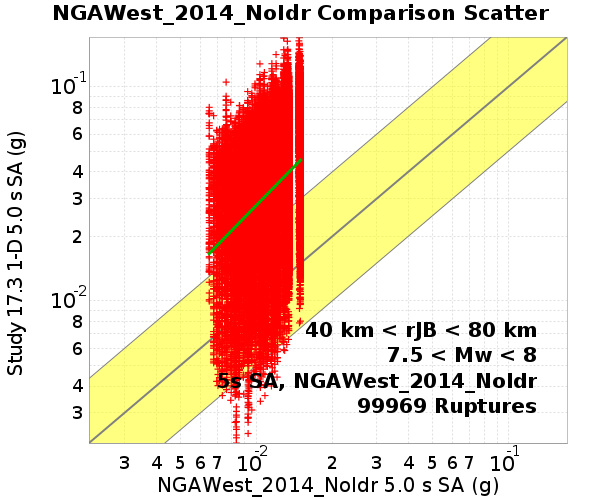 NGAWest_2014_NoIdr Comparison Scatter
Study 17.3 1-D 5.0 s SA (g)
10-1
8
6
4
3
2
10-2
8
6
4
3
40 km < rJB < 80 km
7.5 < Mw < 8
5s SA, NGAWest_2014_NoIdr
99969 Ruptures
3 4 5 6 7 10-2 2 3 4 5 6 7 8 10-1
NGAWest_2014_NoIdr 5.0 s SA (g)